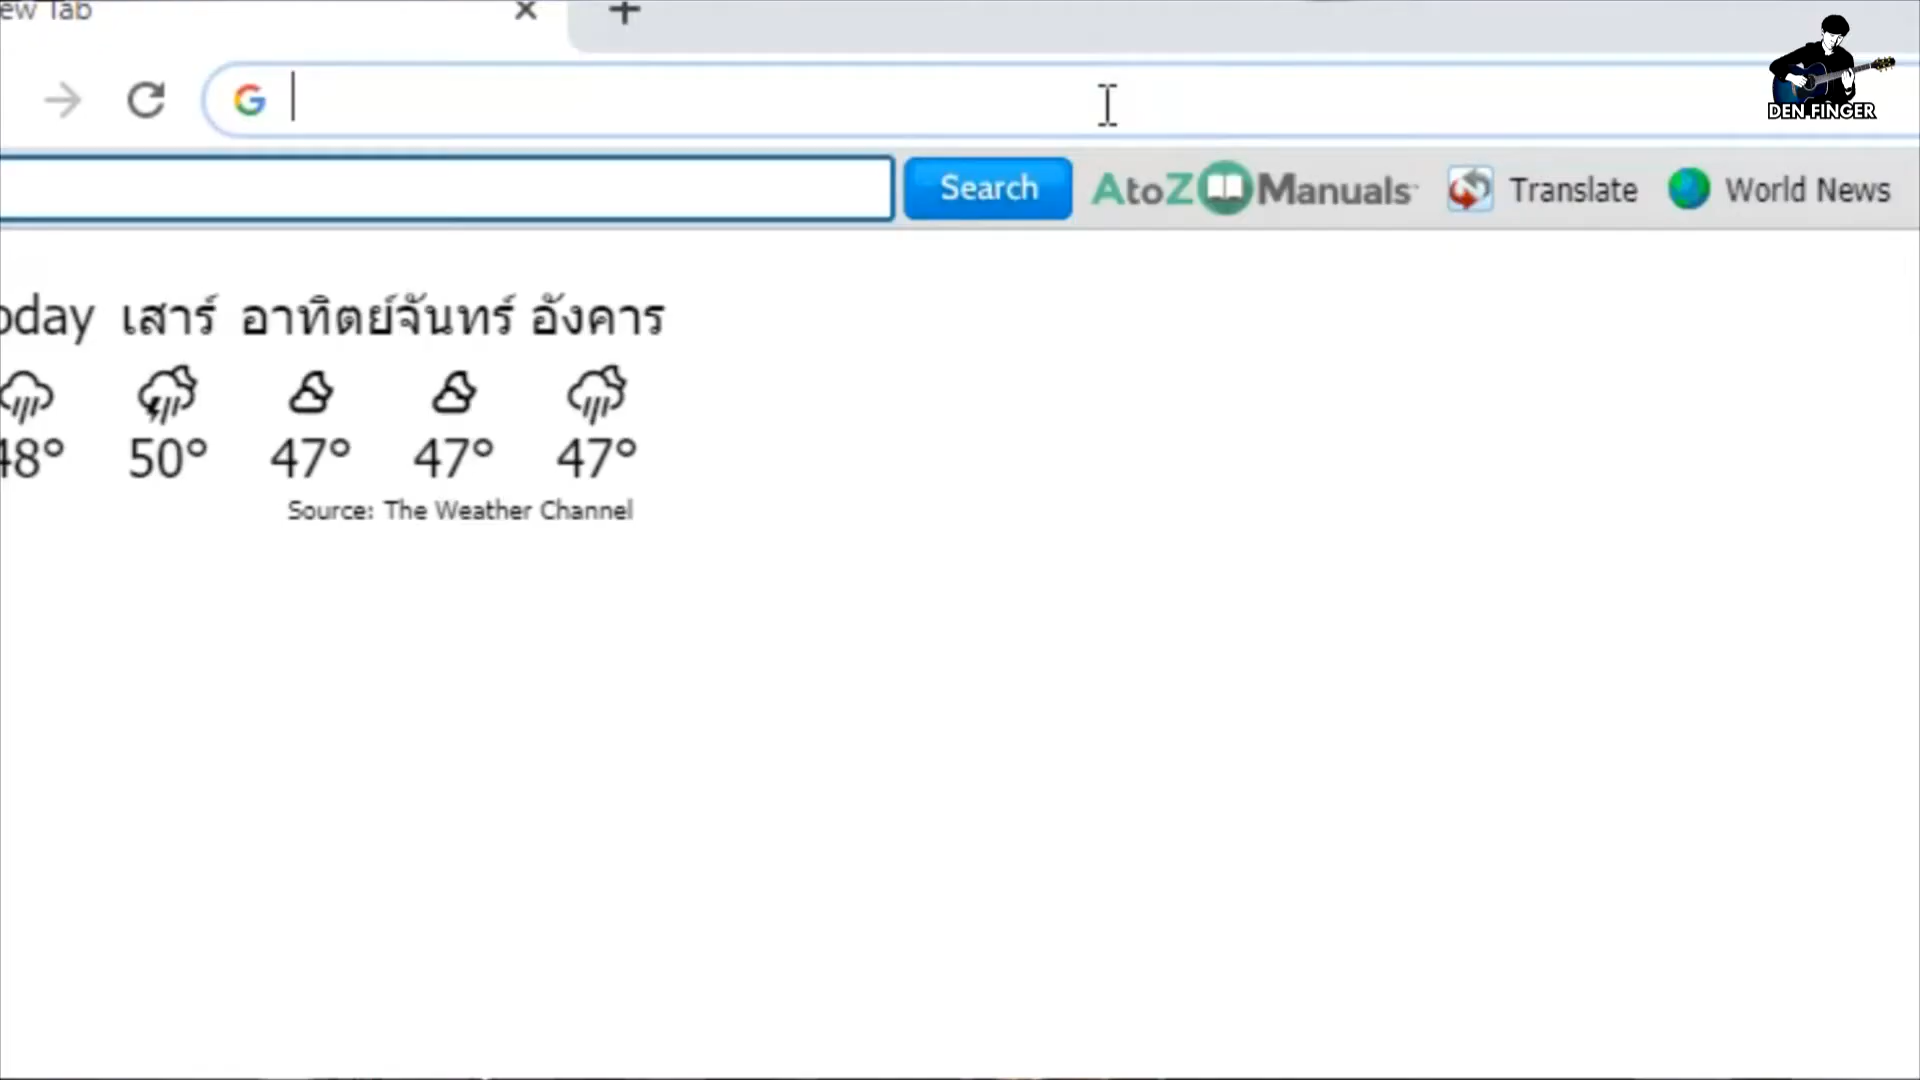 ew Tab
DEN FINGER
Search AtoZ Manuals Translate World News
oday เสาร์ อาทิตย์ จันทร์ อังคาร
48° 50° 47° 47° 47°
Source: The Weather Channel